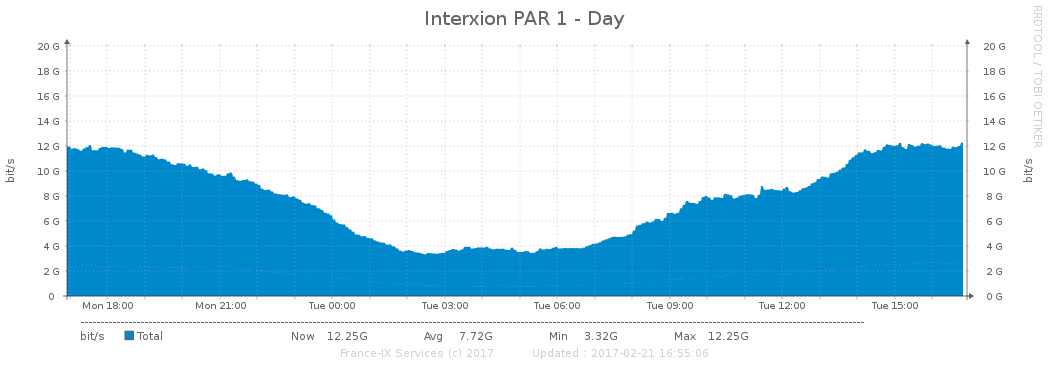 Interxion PAR 1 - Day
RRDTOOL / TOBI OETIKER
20 G 20 G
18 G 18 G
16 G 16 G
14 G 14 G
12 G 12 G
10 G 10 G
8 G 8 G
6 G 6 G
4 G 4 G
2 G 2 G
0 0 G
bit/s bit/s
Mon 18:00 Mon 21:00 Tue 00:00 Tue 03:00 Tue 06:00 Tue 09:00 Tue 12:00 Tue 15:00
bit/s Total Now 12.25G Avg 7.72G Min 3.32G Max 12.25G
France-IX Services (c) 2017 Updated : 2017-02-21 16:55:06